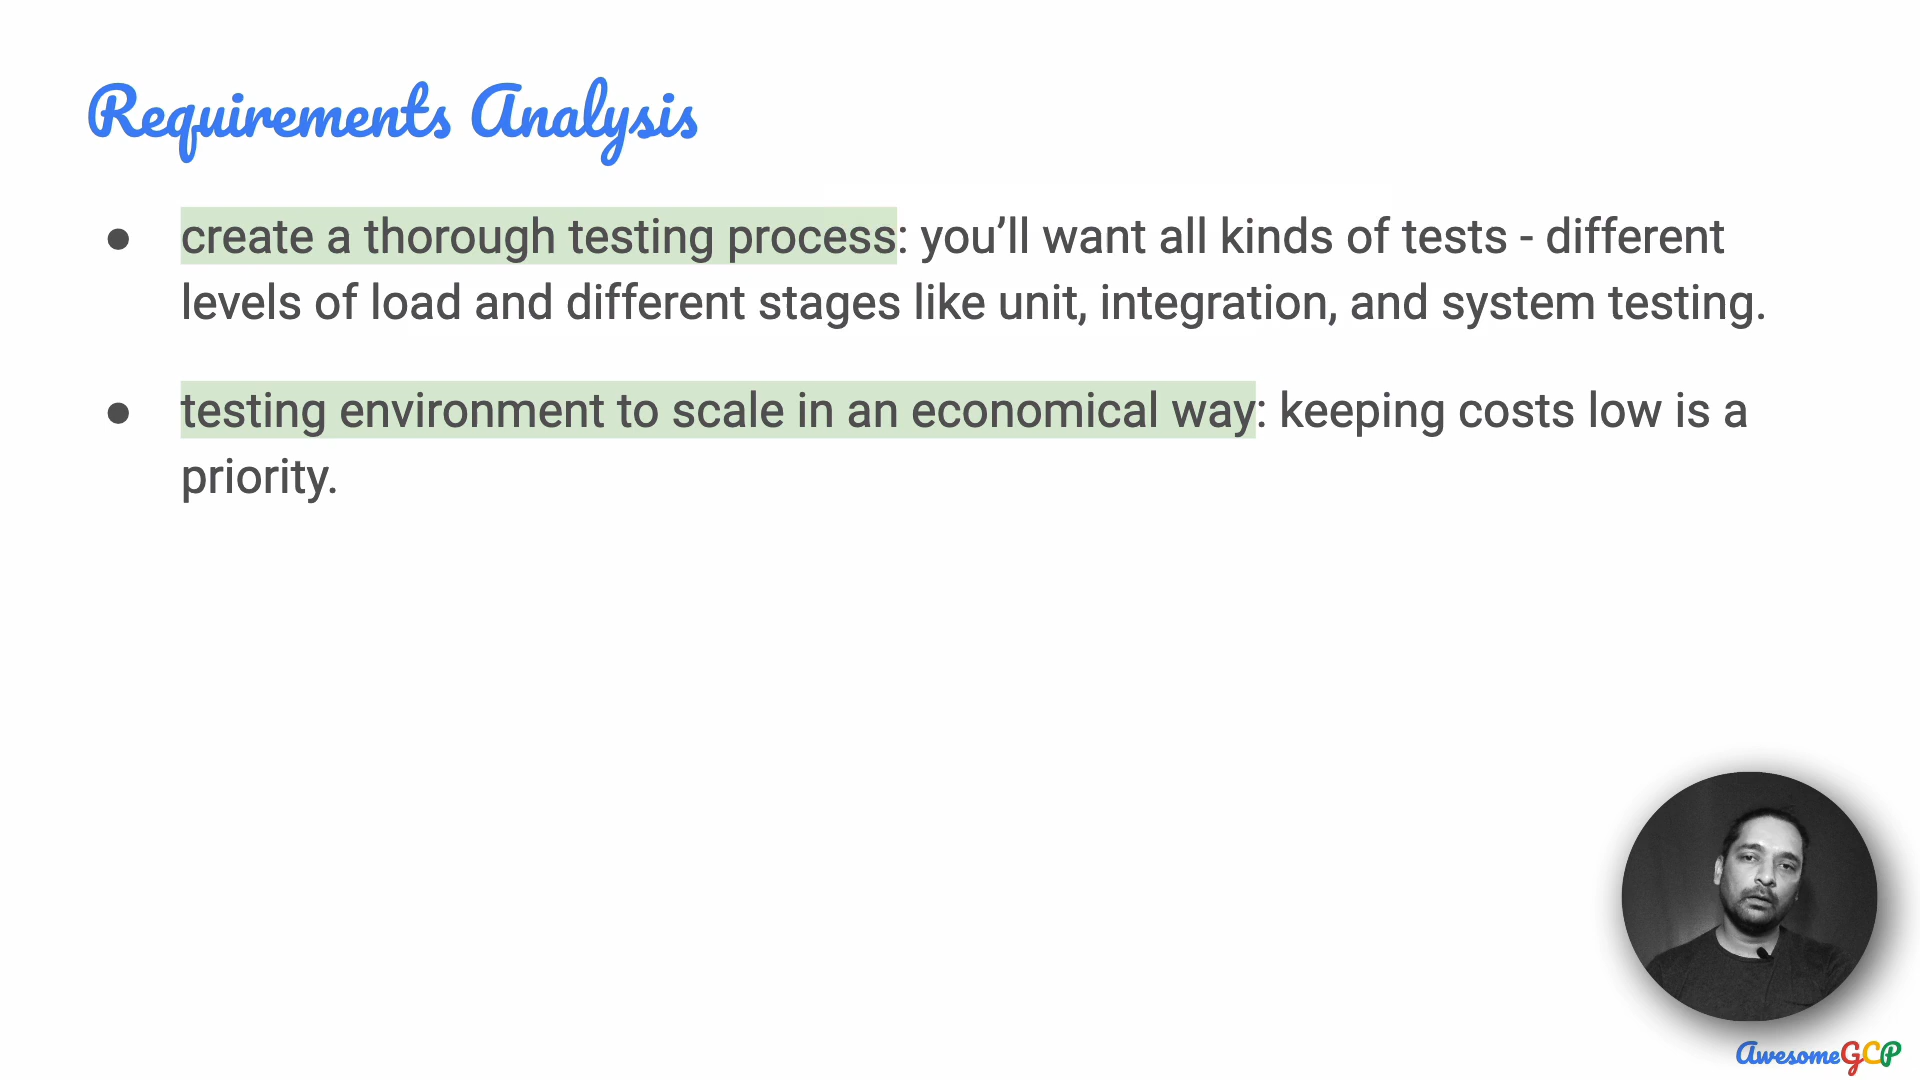 Requirements Analysis
● create a thorough testing process: you’ll want all kinds of tests - different
levels of load and different stages like unit, integration, and system testing.
● testing environment to scale in an economical way: keeping costs low is a
priority.
AwesomeGCP